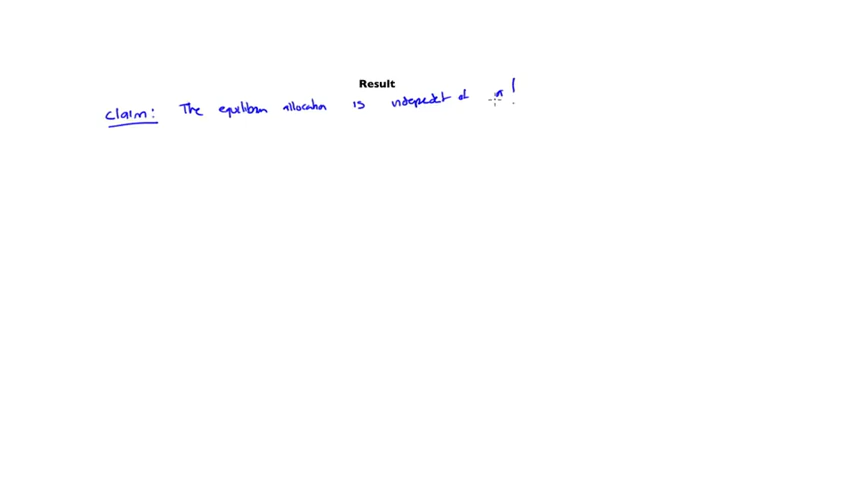 Result
Claim: The equilibrium allocation is independent of !